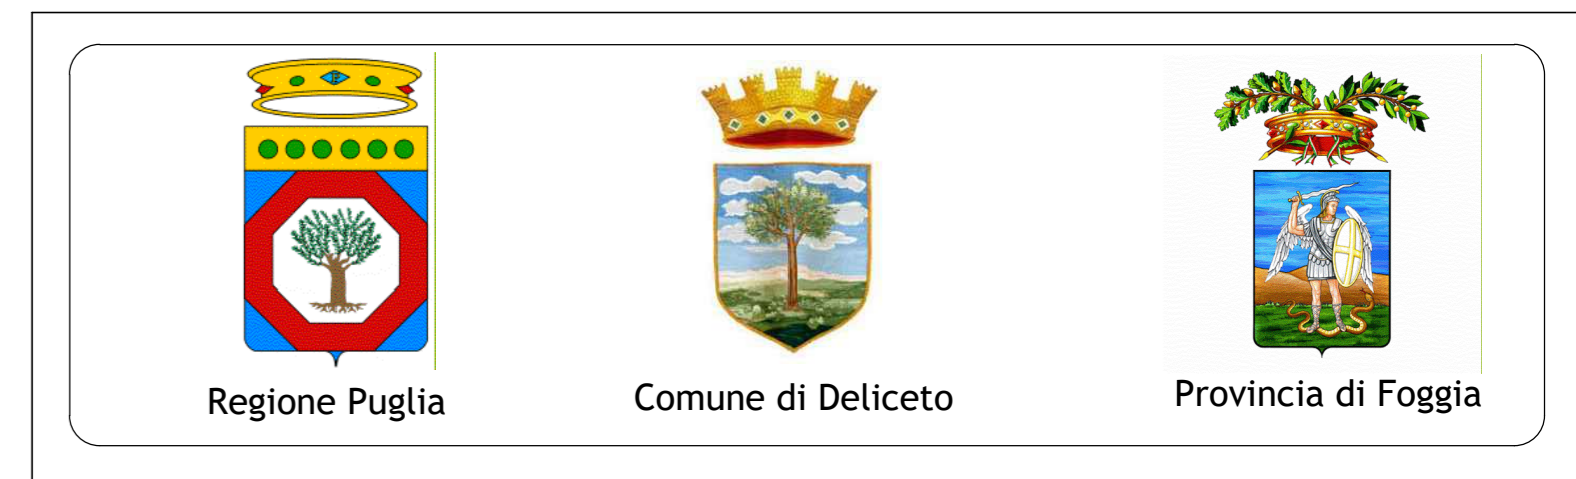 Regione Puglia
Comune di Deliceto
Provincia di Foggia